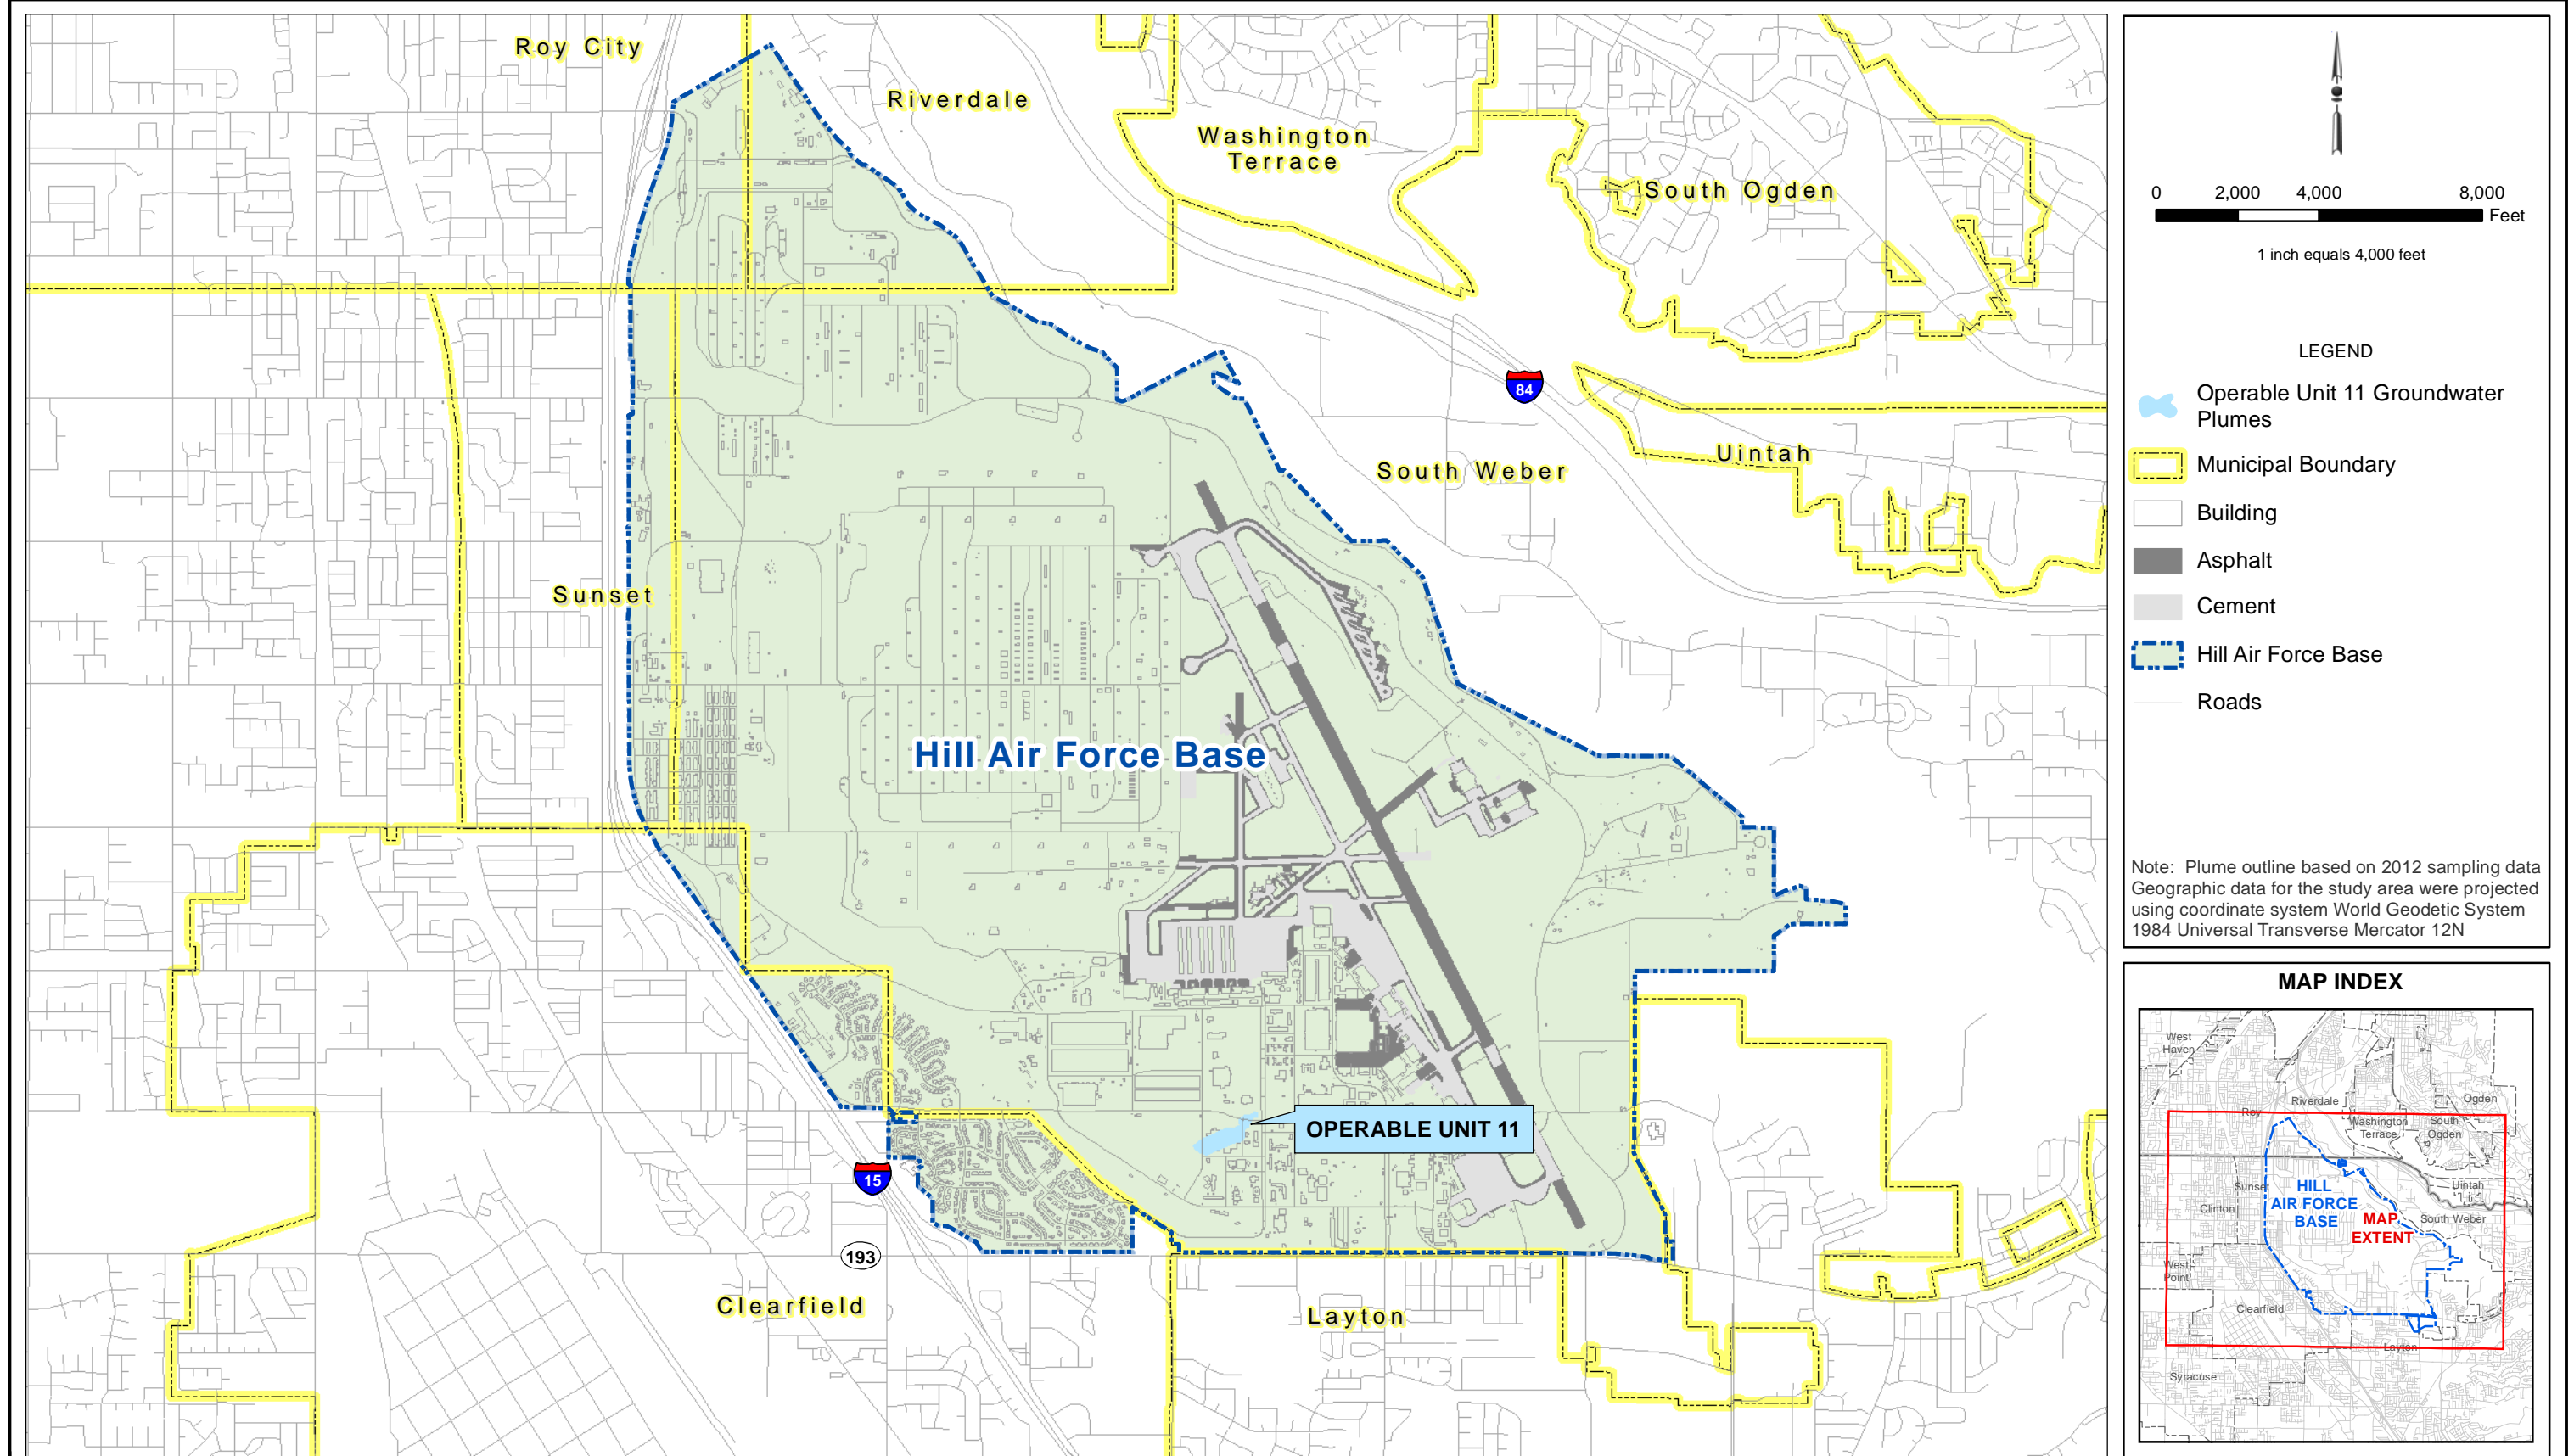 Roy City
Riverdale
Washington
Terrace
South Ogden
84
South Weber
Uintah
Sunset
Hill Air Force Base
OPERABLE UNIT 11
15
193
Clearfield
Layton
0 2,000 4,000 8,000
Feet
1 inch equals 4,000 feet
LEGEND
Operable Unit 11 Groundwater
Plumes
Municipal Boundary
Building
Asphalt
Cement
Hill Air Force Base
Roads
Note: Plume outline based on 2012 sampling data
Geographic data for the study area were projected
using coordinate system World Geodetic System
1984 Universal Transverse Mercator 12N
MAP INDEX
West
Haven
Riverdale
Ogden
Roy
Washington
Terrace
South
Ogden
Sunset
HILL
AIR FORCE
BASE
Uintah
Clinton
MAP
EXTENT
South Weber
West
Point
Clearfield
Layton
Syracuse